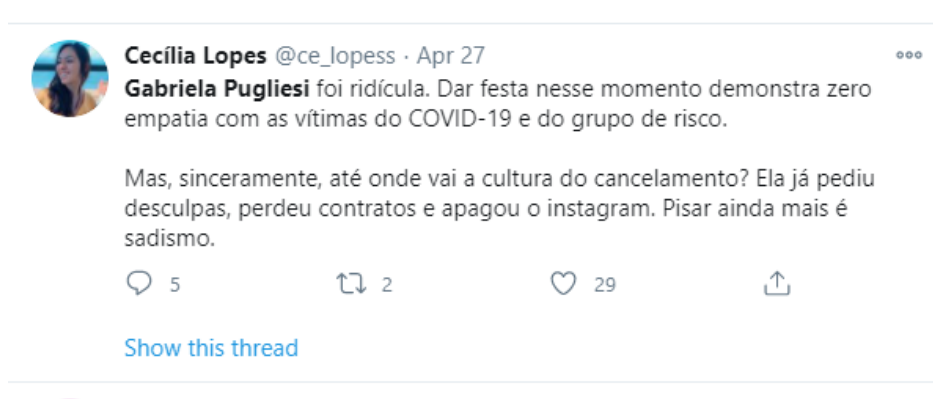 Cecília Lopes @ce_lopess · Apr 27
Gabriela Pugliesi foi ridícula. Dar festa nesse momento demonstra zero
empatia com as vítimas do COVID-19 e do grupo de risco.
Mas, sinceramente, até onde vai a cultura do cancelamento? Ela já pediu
desculpas, perdeu contratos e apagou o instagram. Pisar ainda mais é
sadismo.
5 2 29
Show this thread